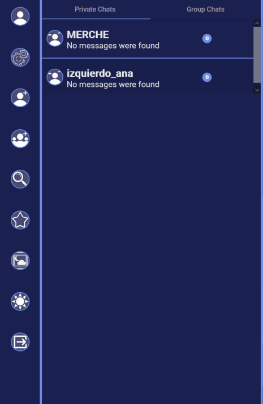 Private Chats
Group Chats
MERCHE
No messages were found
0
izquierdo_ana
No messages were found
0